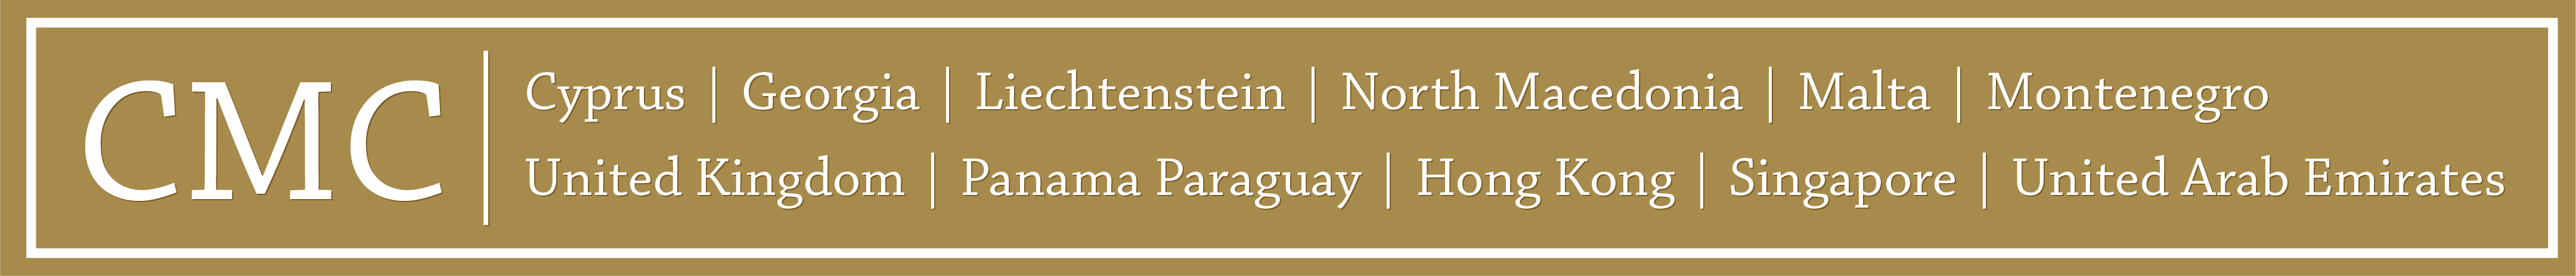 CMC
Cyprus | Georgia | Liechtenstein | North Macedonia | Malta | Montenegro
United Kingdom | Panama Paraguay | Hong Kong | Singapore | United Arab Emirates